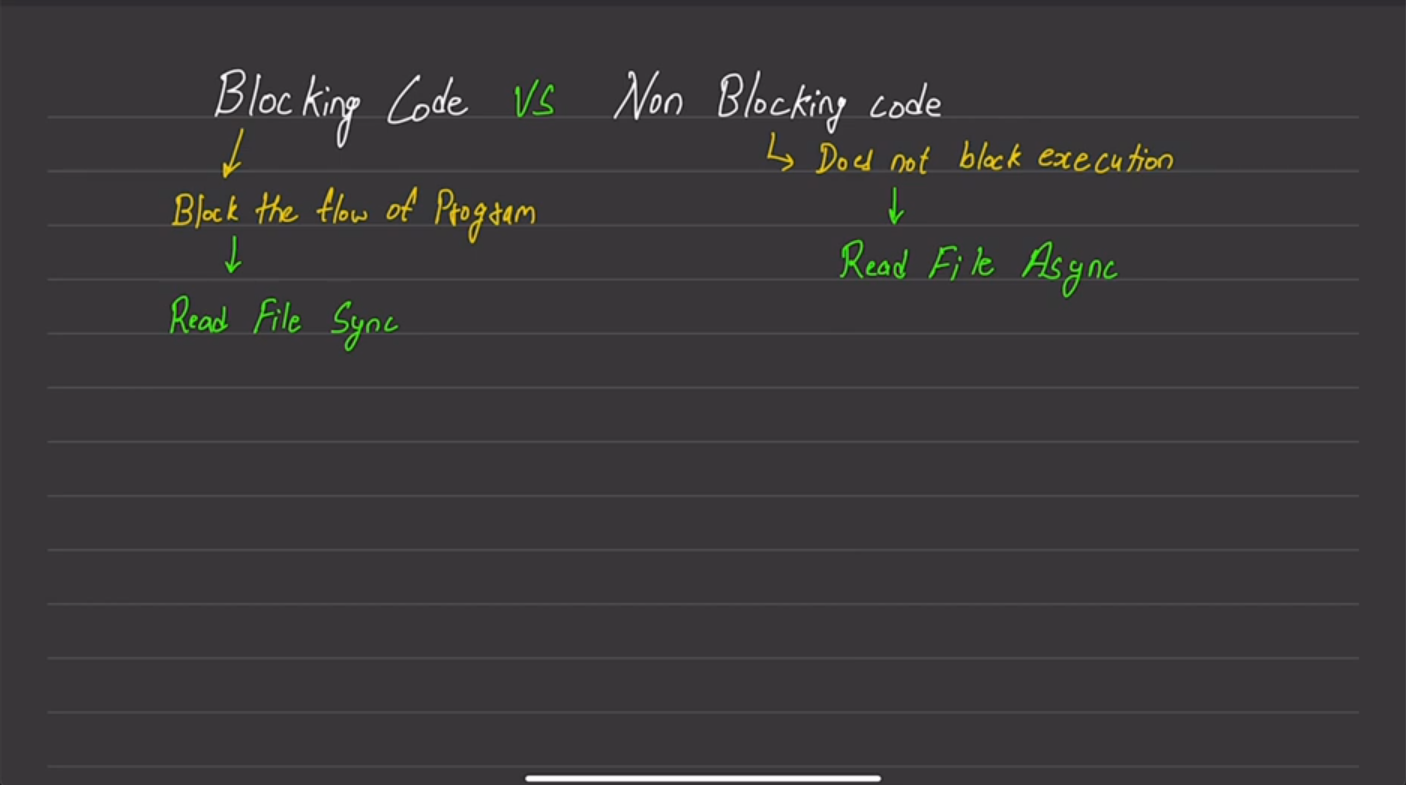 Blocking Code VS Non Blocking code
Does not block execution
Block the flow of Program
Read File Async
Read File Sync